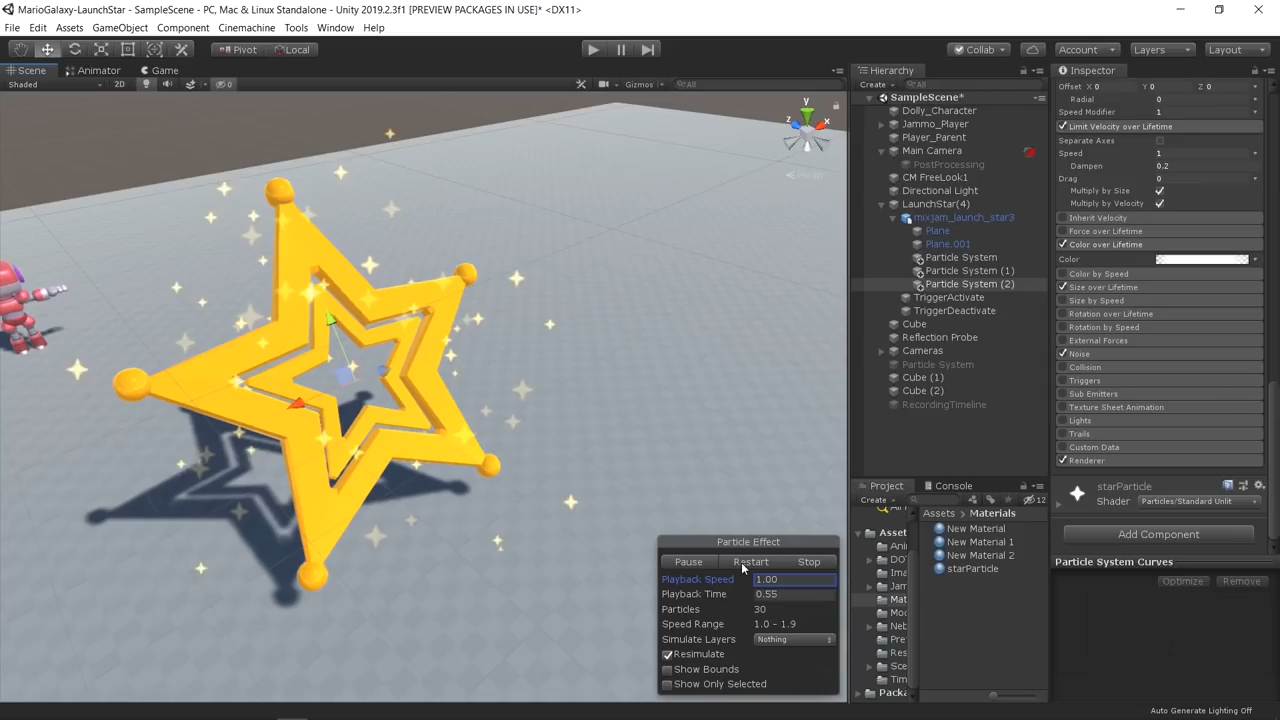 MarioGalaxy-LaunchStar - SampleScene - PC, Mac & Linux Standalone - Unity 2019.2.3f1 [PREVIEW PACKAGES IN USE]* <DX11>
File Edit Assets GameObject Component Cinemachine Tools Window Help
Pivot Local Collab Account Layers Layout
Scene Animator Game
Shaded 2D 0 Gizmos All
y
z x
Persp
Hierarchy
Create All
SampleScene*
Dolly_Character
Jammo_Player
Player_Parent
Main Camera
PostProcessing
CM FreeLook1
Directional Light
LaunchStar(4)
mixjam_launch_star3
Plane
Plane.001
Particle System
Particle System (1)
Particle System (2)
TriggerActivate
TriggerDeactivate
Cube
Reflection Probe
Cameras
Particle System
Cube (1)
Cube (2)
RecordingTimeline
Inspector
Offset X 0 Y 0 Z 0
Radial 0
Speed Modifier 1
Limit Velocity over Lifetime
Separate Axes
Speed 1
Dampen 0.2
Drag 0
Multiply by Size
Multiply by Velocity
Inherit Velocity
Force over Lifetime
Color over Lifetime
Color
Color by Speed
Size over Lifetime
Size by Speed
Rotation over Lifetime
Rotation by Speed
External Forces
Noise
Collision
Triggers
Sub Emitters
Texture Sheet Animation
Lights
Trails
Custom Data
Renderer
starParticle
Shader Particles/Standard Unlit
Add Component
Particle System Curves
Optimize Remove
Project Console
Create 12
Assets > Materials
New Material
New Material 1
New Material 2
starParticle
Asset
Ani
DO
Ima
Jam
Mat
Mod
Neb
Pre
Res
Sce
Tim
Packa
Particle Effect
Pause Restart Stop
Playback Speed 1.00
Playback Time 0.55
Particles 30
Speed Range 1.0 - 1.9
Simulate Layers Nothing
Resimulate
Show Bounds
Show Only Selected
Auto Generate Lighting Off